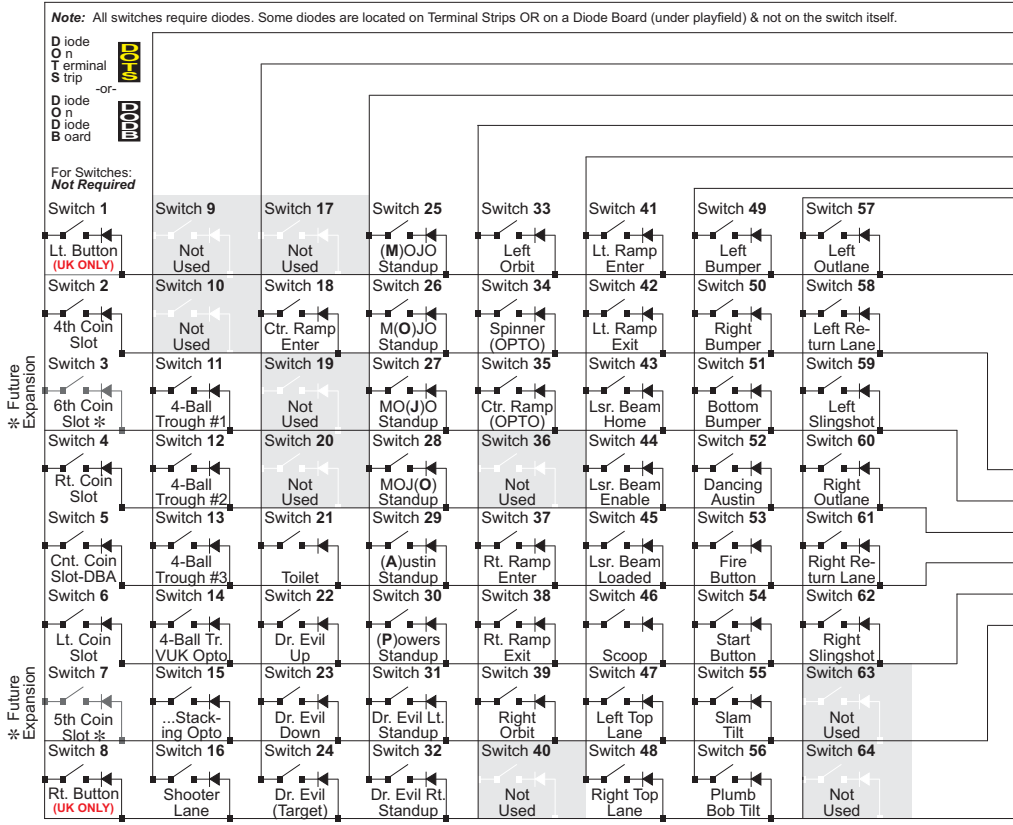 Note: All switches require diodes. Some diodes are located on Terminal Strips OR on a Diode Board (under playfield) & not on the switch itself.
D iode
O n
T erminal
S trip
DOTS
-or-
D iode
O n
D iode
B oard
DODB
For Switches:
Not Required
Switch 1 Switch 9 Switch 17 Switch 25 Switch 33 Switch 41 Switch 49 Switch 57
Lt. Button Not Not (M)OJO Left Lt. Ramp Left Left
(UK ONLY) Used Used Standup Orbit Enter Bumper Outlane
Switch 2 Switch 10 Switch 18 Switch 26 Switch 34 Switch 42 Switch 50 Switch 58
4th Coin Not Ctr. Ramp M(O)JO Spinner Lt. Ramp Right Left Re-
Slot Used Enter Standup (OPTO) Exit Bumper turn Lane
* Future
Expansion
Switch 3 Switch 11 Switch 19 Switch 27 Switch 35 Switch 43 Switch 51 Switch 59
6th Coin 4-Ball Not MO(J)O Ctr. Ramp Lsr. Beam Bottom Left
Slot * Trough #1 Used Standup (OPTO) Home Bumper Slingshot
Switch 4 Switch 12 Switch 20 Switch 28 Switch 36 Switch 44 Switch 52 Switch 60
Rt. Coin 4-Ball Not MOJ(O) Not Lsr. Beam Dancing Right
Slot Trough #2 Used Standup Used Enable Austin Outlane
Switch 5 Switch 13 Switch 21 Switch 29 Switch 37 Switch 45 Switch 53 Switch 61
Cnt. Coin 4-Ball Toilet (A)ustin Rt. Ramp Lsr. Beam Fire Right Re-
Slot-DBA Trough #3 Standup Enter Loaded Button turn Lane
Switch 6 Switch 14 Switch 22 Switch 30 Switch 38 Switch 46 Switch 54 Switch 62
Lt. Coin 4-Ball Tr. Dr. Evil (P)owers Rt. Ramp Scoop Start Right
Slot VUK Opto Up Standup Exit Button Slingshot
* Future
Expansion
Switch 7 Switch 15 Switch 23 Switch 31 Switch 39 Switch 47 Switch 55 Switch 63
5th Coin ...Stack- Dr. Evil Dr. Evil Lt. Right Left Top Slam Not
Slot * ing Opto Down Standup Orbit Lane Tilt Used
Switch 8 Switch 16 Switch 24 Switch 32 Switch 40 Switch 48 Switch 56 Switch 64
Rt. Button Shooter Dr. Evil Dr. Evil Rt. Not Right Top Plumb Not
(UK ONLY) Lane (Target) Standup Used Lane Bob Tilt Used